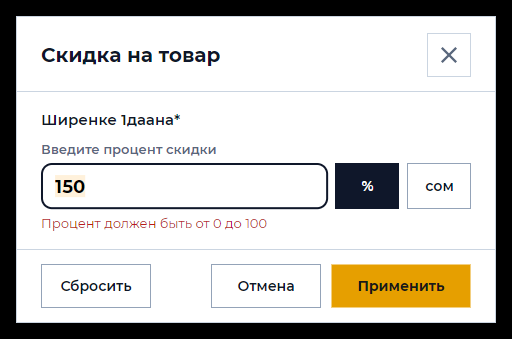 Скидка на товар
Ширенке 1даана*
Введите процент скидки
150 % сом
Процент должен быть от 0 до 100
Сбросить Отмена Применить